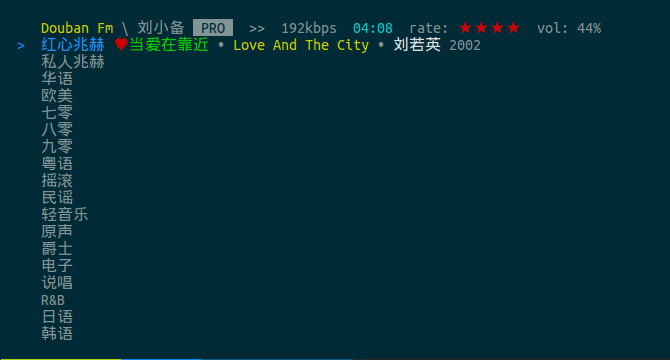 Douban Fm \ 刘小备 PRO >> 192kbps 04:08 rate: ★★★★ vol: 44%
> 红心兆赫 ♥当爱在靠近 • Love And The City • 刘若英 2002
私人兆赫
华语
欧美
七零
八零
九零
粤语
摇滚
民谣
轻音乐
原声
爵士
电子
说唱
R&B
日语
韩语